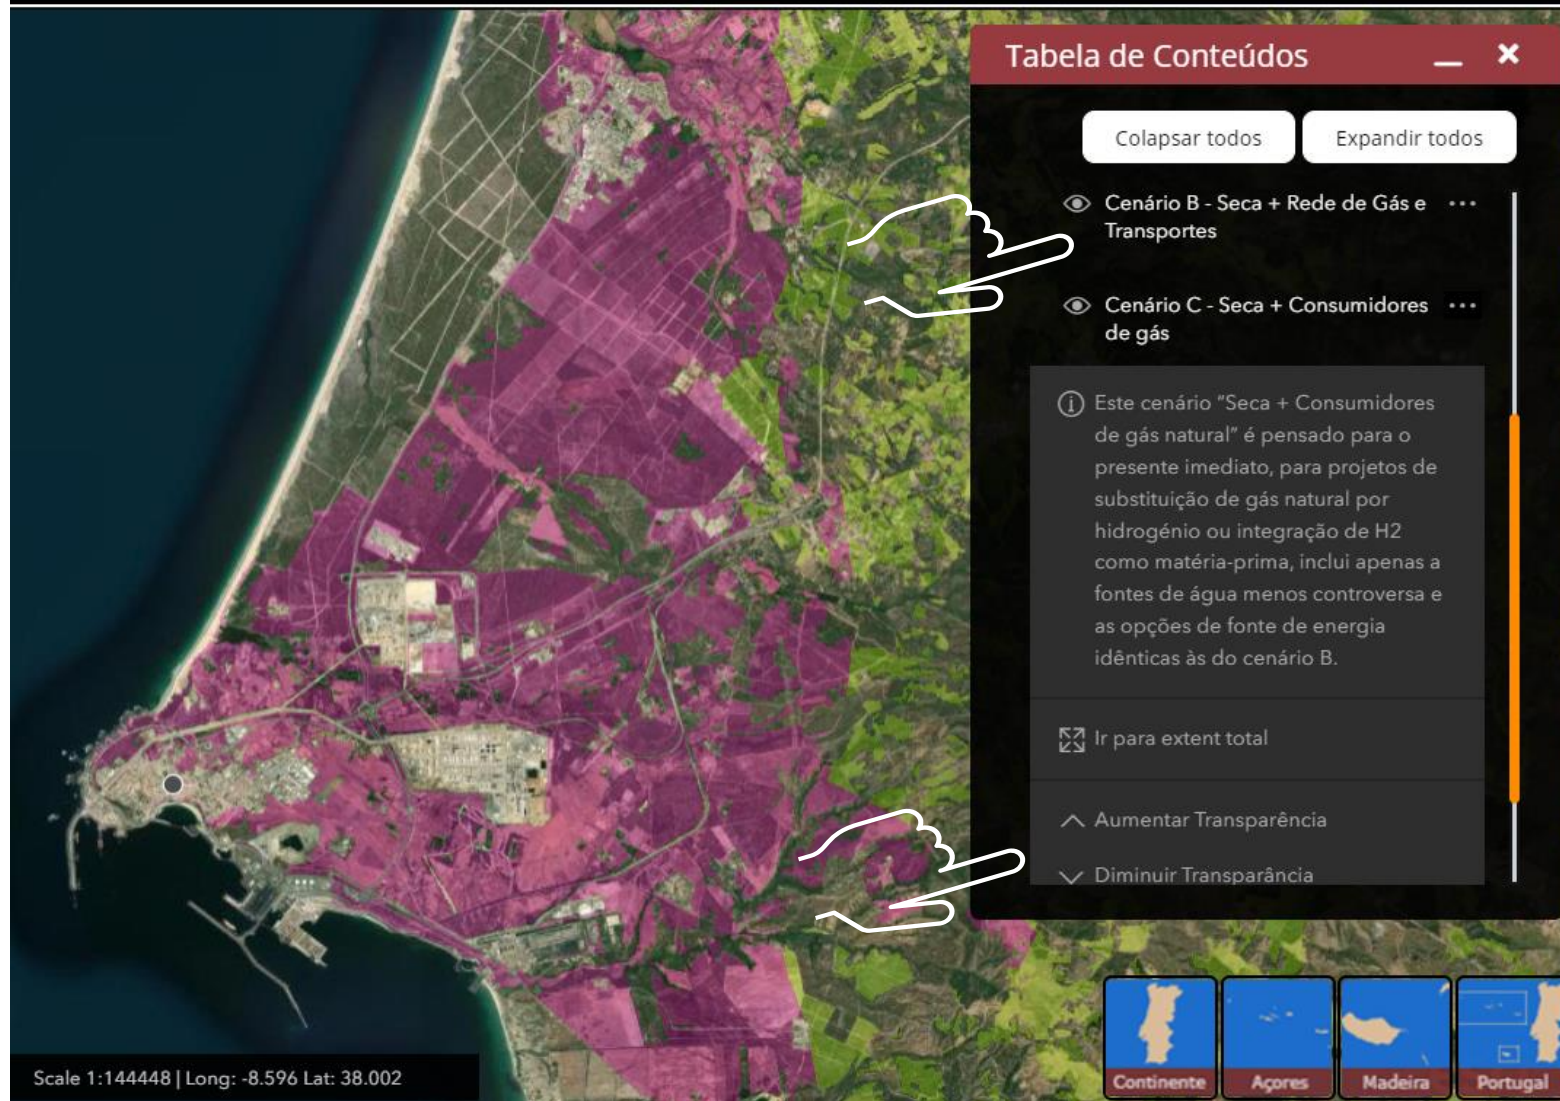 Tabela de Conteúdos
Colapsar todos
Expandir todos
Cenário B - Seca + Rede de Gás e
Transportes
Cenário C - Seca + Consumidores
de gás
Este cenário “Seca + Consumidores
de gás natural” é pensado para o
presente imediato, para projetos de
substituição de gás natural por
hidrogénio ou integração de H2
como matéria-prima, inclui apenas a
fontes de água menos controversa e
as opções de fonte de energia
idênticas às do cenário B.
Ir para extent total
Aumentar Transparência
Diminuir Transparância
Continente
Açores
Madeira
Portugal
Scale 1:144448 | Long: -8.596 Lat: 38.002